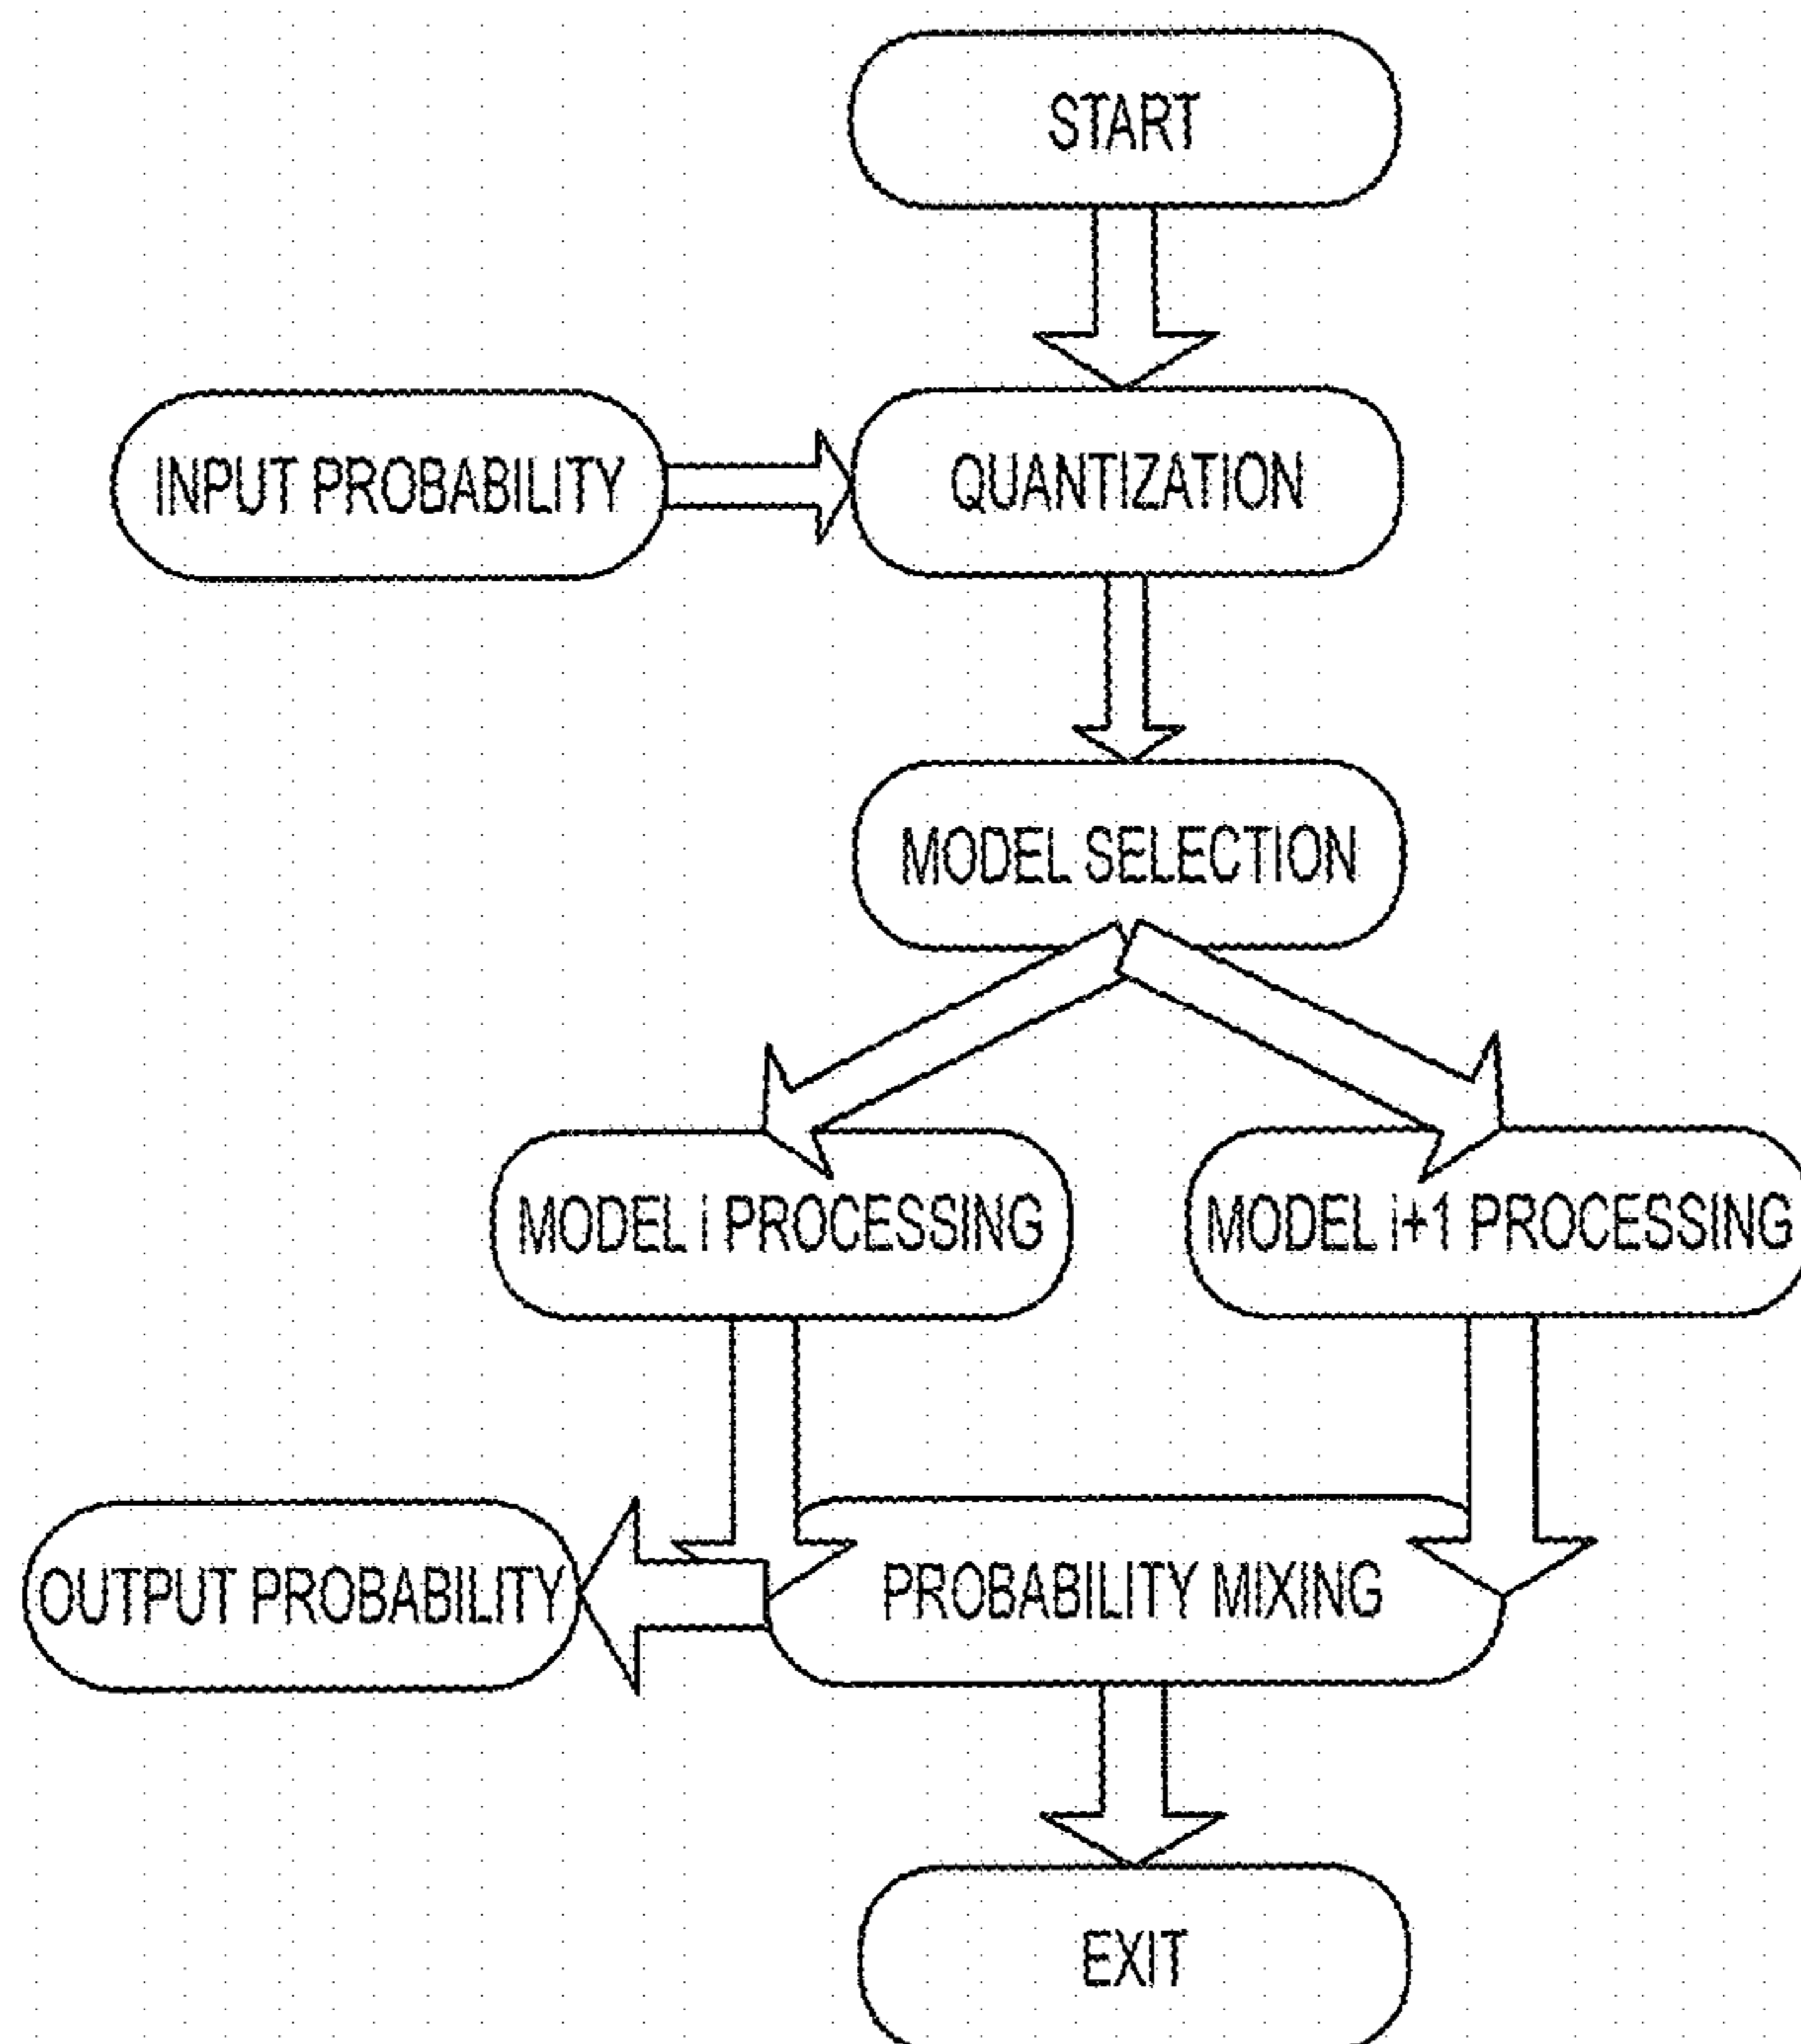 START
INPUT PROBABILITY
QUANTIZATION
MODEL SELECTION
MODEL i PROCESSING
MODEL i+1 PROCESSING
OUTPUT PROBABILITY
PROBABILITY MIXING
EXIT